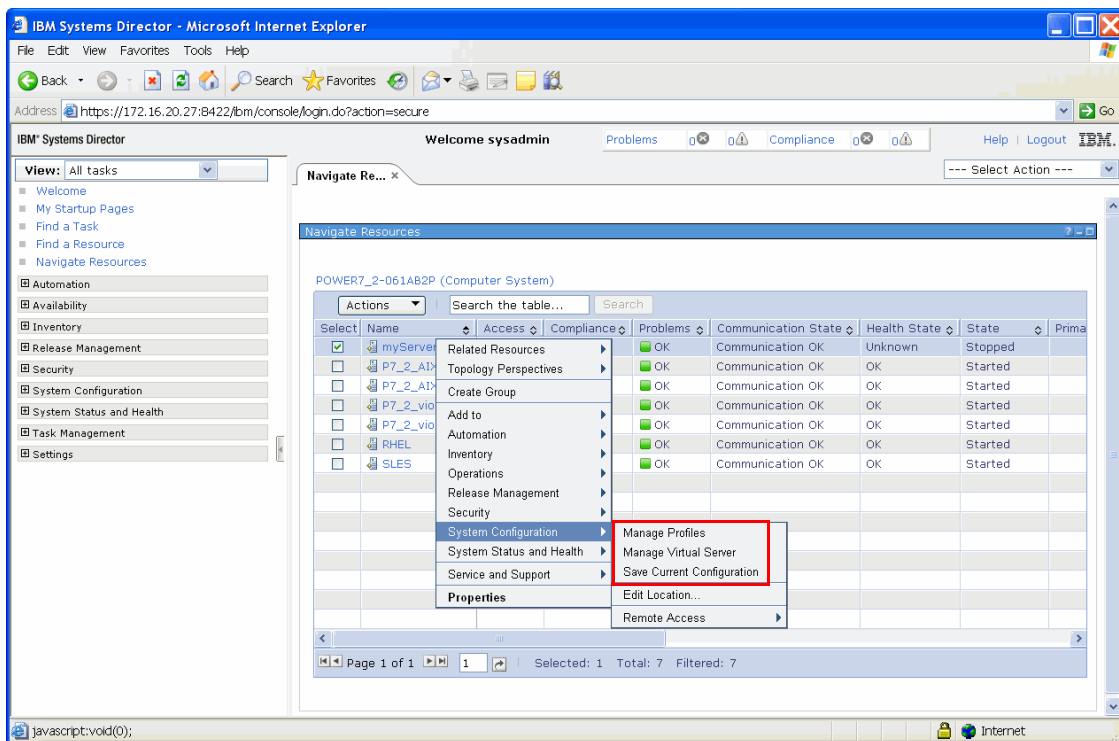 IBM Systems Director - Microsoft Internet Explorer
File Edit View Favorites Tools Help
Back Search Favorites
Address https://172.16.20.27:8422/ibm/console/login.do?action=secure Go
IBM® Systems Director Welcome sysadmin Problems 0 0 Compliance 0 0 Help | Logout IBM.
View: All tasks
Navigate Re... × --- Select Action ---
Welcome
My Startup Pages
Find a Task
Find a Resource
Navigate Resources
Automation
Availability
Inventory
Release Management
Security
System Configuration
System Status and Health
Task Management
Settings
Navigate Resources
POWER7_2-061AB2P (Computer System)
Actions Search the table... Search
Select Name Access Compliance Problems Communication State Health State State Prima
myServer OK Communication OK Unknown Stopped
P7_2_AIX OK Communication OK OK Started
P7_2_AIX OK Communication OK OK Started
P7_2_vio OK Communication OK OK Started
P7_2_vio OK Communication OK OK Started
RHEL OK Communication OK OK Started
SLES OK Communication OK OK Started
Related Resources
Topology Perspectives
Create Group
Add to
Automation
Inventory
Operations
Release Management
Security
System Configuration
System Status and Health
Service and Support
Properties
Manage Profiles
Manage Virtual Server
Save Current Configuration
Edit Location...
Remote Access
Page 1 of 1 1 Selected: 1 Total: 7 Filtered: 7
javascript:void(0); Internet